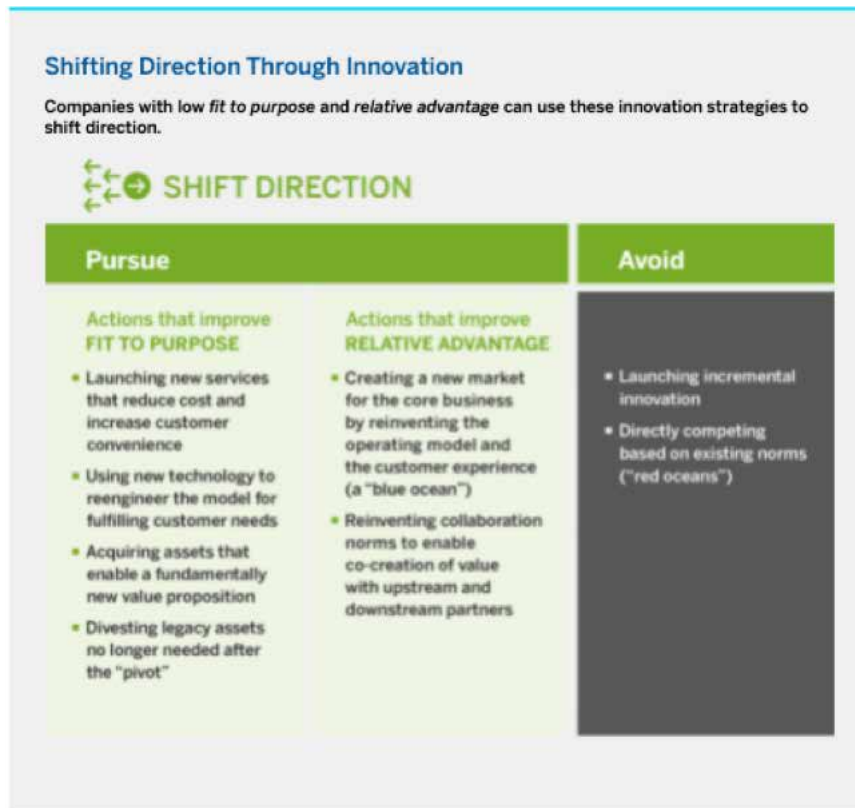 Shifting Direction Through Innovation
Companies with low fit to purpose and relative advantage can use these innovation strategies to
shift direction.
SHIFT DIRECTION
Pursue
Actions that improve
FIT TO PURPOSE
▪ Launching new services
that reduce cost and
increase customer
convenience
▪ Using new technology to
reengineer the model for
fulfilling customer needs
▪ Acquiring assets that
enable a fundamentally
new value proposition
▪ Divesting legacy assets
no longer needed after
the “pivot”
Actions that improve
RELATIVE ADVANTAGE
▪ Creating a new market
for the core business
by reinventing the
operating model and
the customer experience
(a “blue ocean”)
▪ Reinventing collaboration
norms to enable
co-creation of value
with upstream and
downstream partners
Avoid
▪ Launching incremental
innovation
▪ Directly competing
based on existing norms
(“red oceans”)